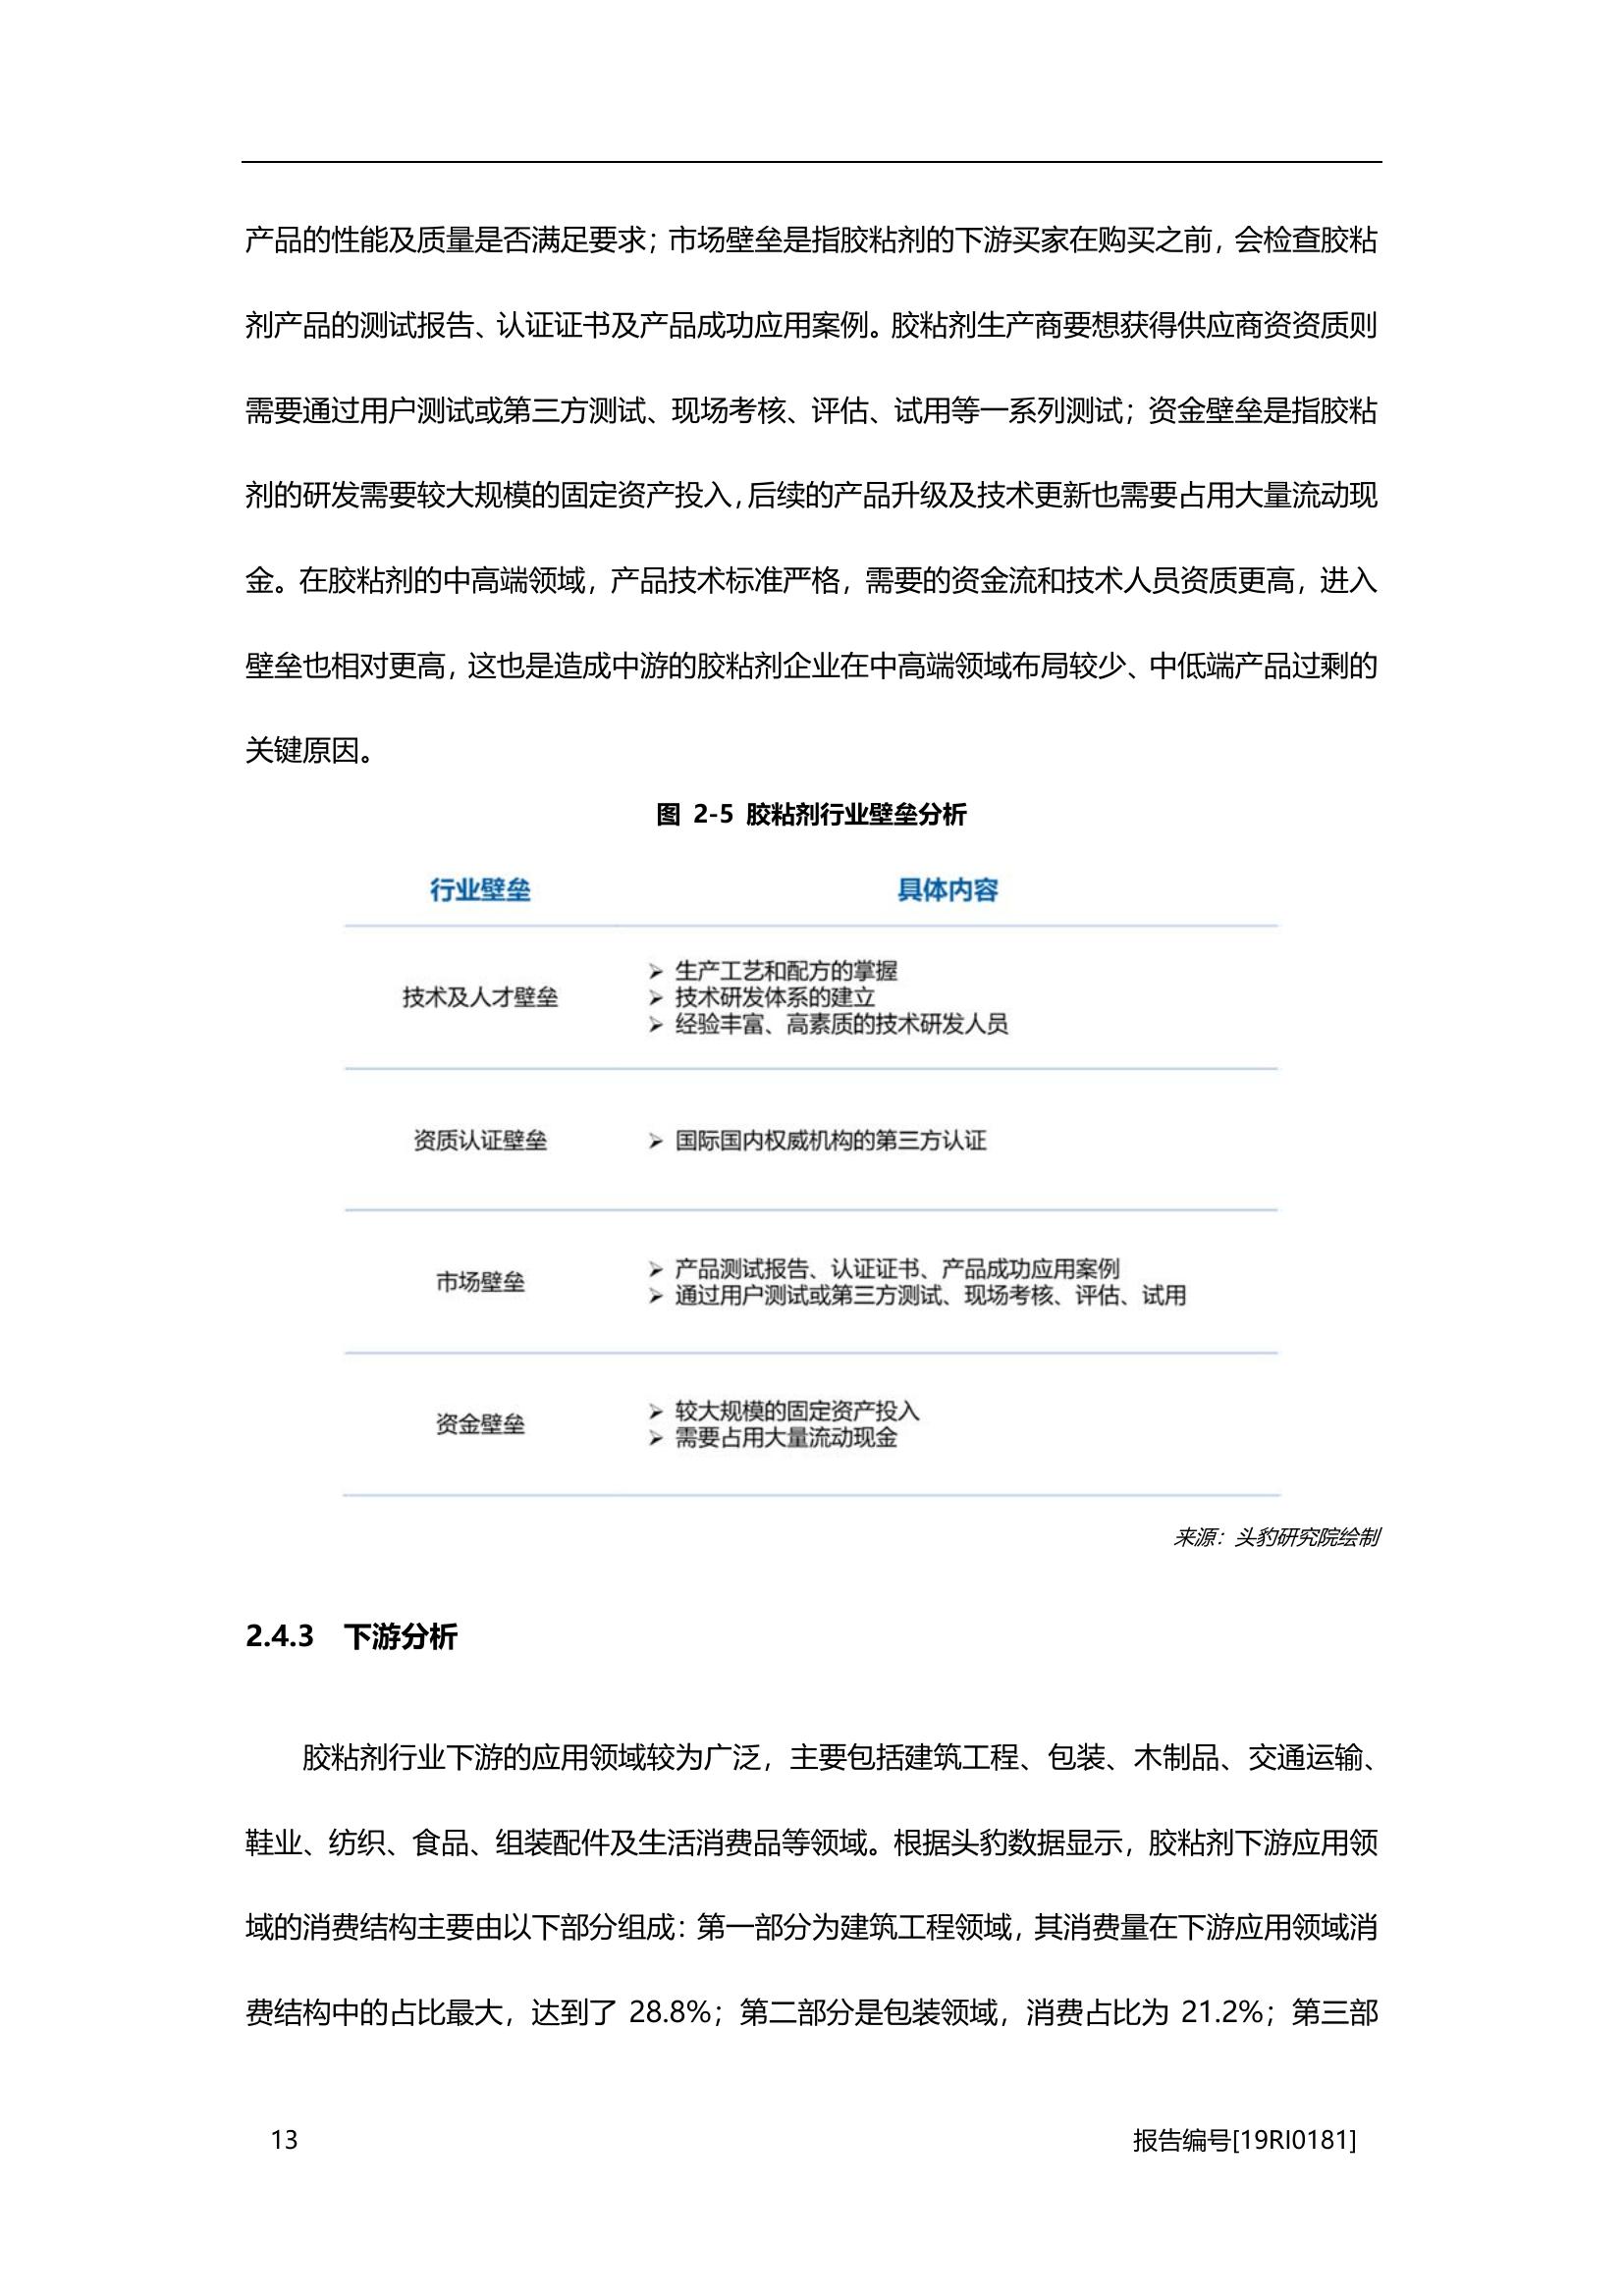 产品的性能及质量是否满足要求；市场壁垒是指胶粘剂的下游买家在购买之前，会检查胶粘
剂产品的测试报告、认证证书及产品成功应用案例。胶粘剂生产商要想获得供应商资资质则
需要通过用户测试或第三方测试、现场考核、评估、试用等一系列测试；资金壁垒是指胶粘
剂的研发需要较大规模的固定资产投入，后续的产品升级及技术更新也需要占用大量流动现
金。在胶粘剂的中高端领域，产品技术标准严格，需要的资金流和技术人员资质更高，进入
壁垒也相对更高，这也是造成中游的胶粘剂企业在中高端领域布局较少、中低端产品过剩的
关键原因。
图 2-5 胶粘剂行业壁垒分析
行业壁垒 具体内容
技术及人才壁垒
➢ 生产工艺和配方的掌握
➢ 技术研发体系的建立
➢ 经验丰富、高素质的技术研发人员
资质认证壁垒
➢ 国际国内权威机构的第三方认证
市场壁垒
➢ 产品测试报告、认证证书、产品成功应用案例
➢ 通过用户测试或第三方测试、现场考核、评估、试用
资金壁垒
➢ 较大规模的固定资产投入
➢ 需要占用大量流动现金
来源：头豹研究院绘制
2.4.3 下游分析
胶粘剂行业下游的应用领域较为广泛，主要包括建筑工程、包装、木制品、交通运输、
鞋业、纺织、食品、组装配件及生活消费品等领域。根据头豹数据显示，胶粘剂下游应用领
域的消费结构主要由以下部分组成：第一部分为建筑工程领域，其消费量在下游应用领域消
费结构中的占比最大，达到了 28.8%；第二部分是包装领域，消费占比为 21.2%；第三部
13 报告编号[19RI0181]